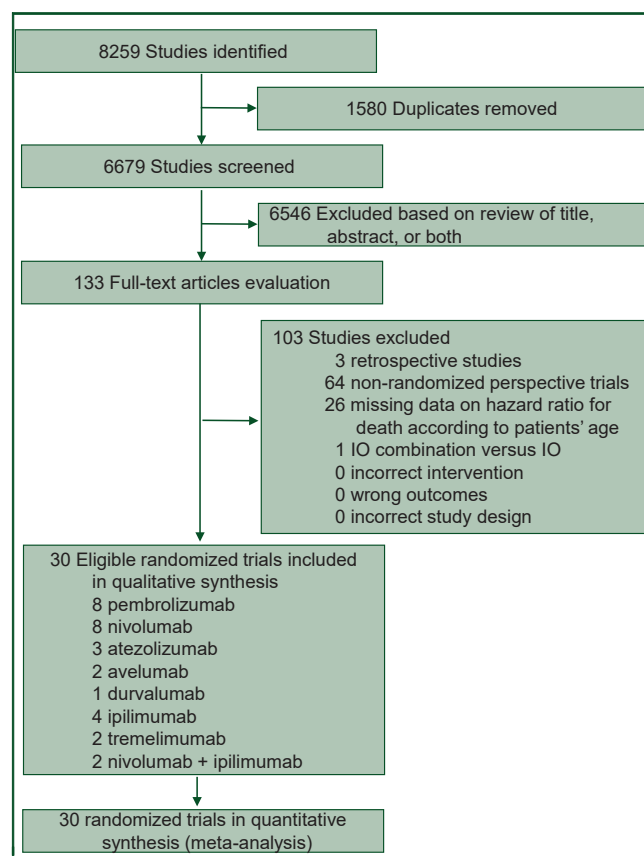 8259 Studies identified
1580 Duplicates removed
6679 Studies screened
6546 Excluded based on review of title,
abstract, or both
133 Full-text articles evaluation
103 Studies excluded
3 retrospective studies
64 non-randomized perspective trials
26 missing data on hazard ratio for
death according to patients' age
1 IO combination versus IO
0 incorrect intervention
0 wrong outcomes
0 incorrect study design
30 Eligible randomized trials included
in qualitative synthesis
8 pembrolizumab
8 nivolumab
3 atezolizumab
2 avelumab
1 durvalumab
4 ipilimumab
2 tremelimumab
2 nivolumab + ipilimumab
30 randomized trials in quantitative
synthesis (meta-analysis)